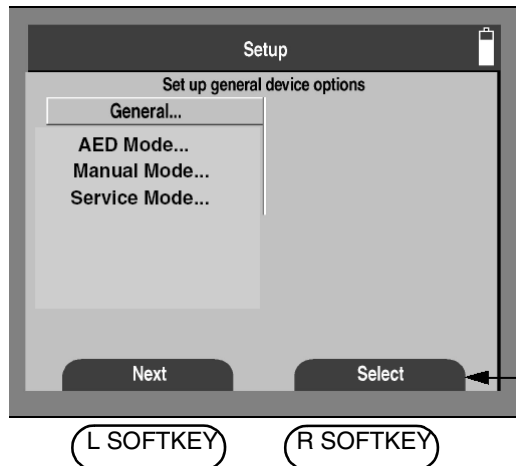 Setup
Set up general device options
General...
AED Mode...
Manual Mode...
Service Mode...
Next Select
L SOFTKEY R SOFTKEY